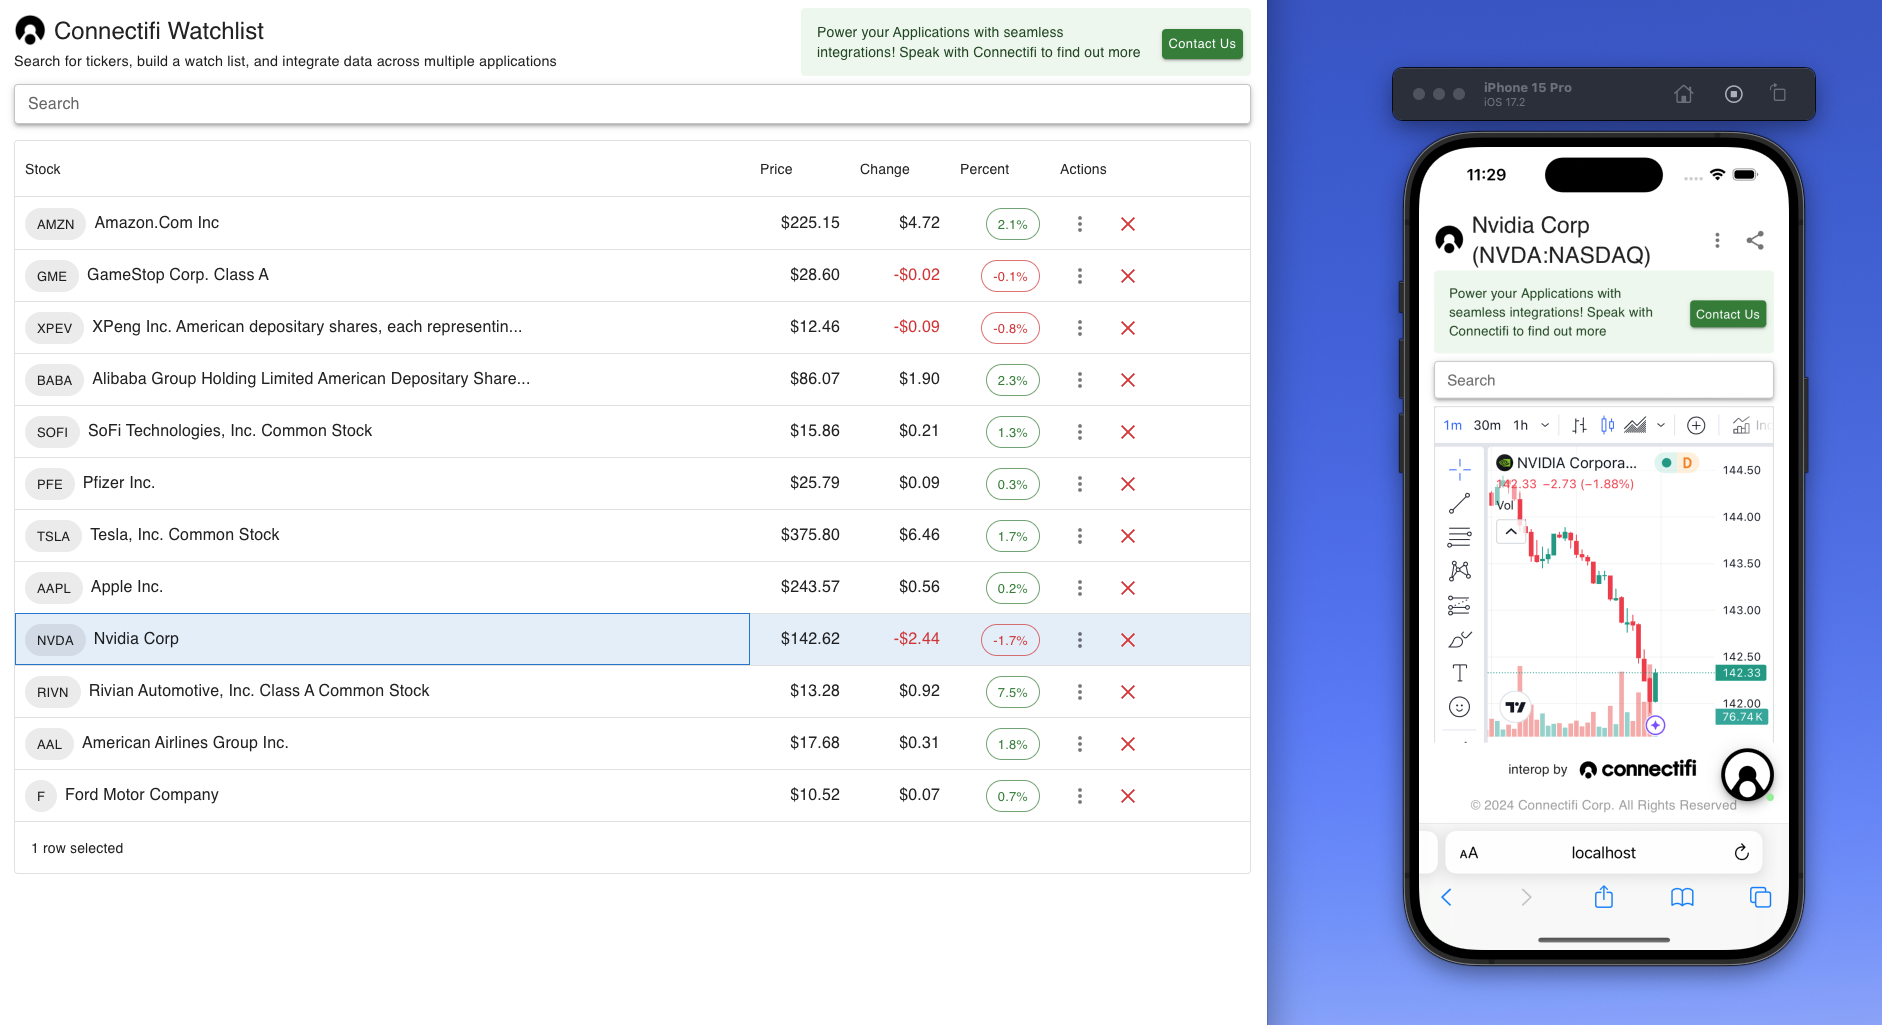 Connectifi Watchlist
Search for tickers, build a watch list, and integrate data across multiple applications
Power your Applications with seamless
integrations! Speak with Connectifi to find out more
Contact Us
Search
Stock Price Change Percent Actions
AMZN Amazon.Com Inc $225.15 $4.72 2.1%
GME GameStop Corp. Class A $28.60 -$0.02 -0.1%
XPEV XPeng Inc. American depositary shares, each representin... $12.46 -$0.09 -0.8%
BABA Alibaba Group Holding Limited American Depositary Share... $86.07 $1.90 2.3%
SOFI SoFi Technologies, Inc. Common Stock $15.86 $0.21 1.3%
PFE Pfizer Inc. $25.79 $0.09 0.3%
TSLA Tesla, Inc. Common Stock $375.80 $6.46 1.7%
AAPL Apple Inc. $243.57 $0.56 0.2%
NVDA Nvidia Corp $142.62 -$2.44 -1.7%
RIVN Rivian Automotive, Inc. Class A Common Stock $13.28 $0.92 7.5%
AAL American Airlines Group Inc. $17.68 $0.31 1.8%
F Ford Motor Company $10.52 $0.07 0.7%
1 row selected
iPhone 15 Pro
iOS 17.2
11:29
Nvidia Corp
(NVDA:NASDAQ)
Power your Applications with
seamless integrations! Speak with
Connectifi to find out more
Contact Us
Search
1m 30m 1h
NVIDIA Corpora... D
142.33 −2.73 (−1.88%)
Vol
144.50
144.00
143.50
143.00
142.50
142.33
142.00
76.74K
interop by connectifi
© 2024 Connectifi Corp. All Rights Reserved
AA localhost